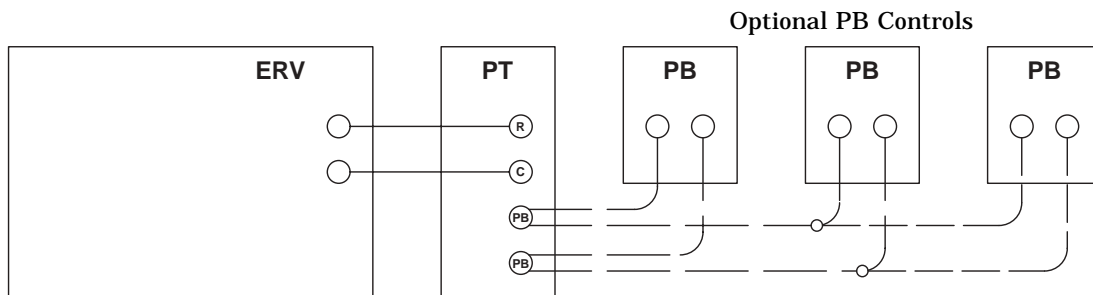 Optional PB Controls
ERV
PT
PB
PB
PB
R
C
PB
PB